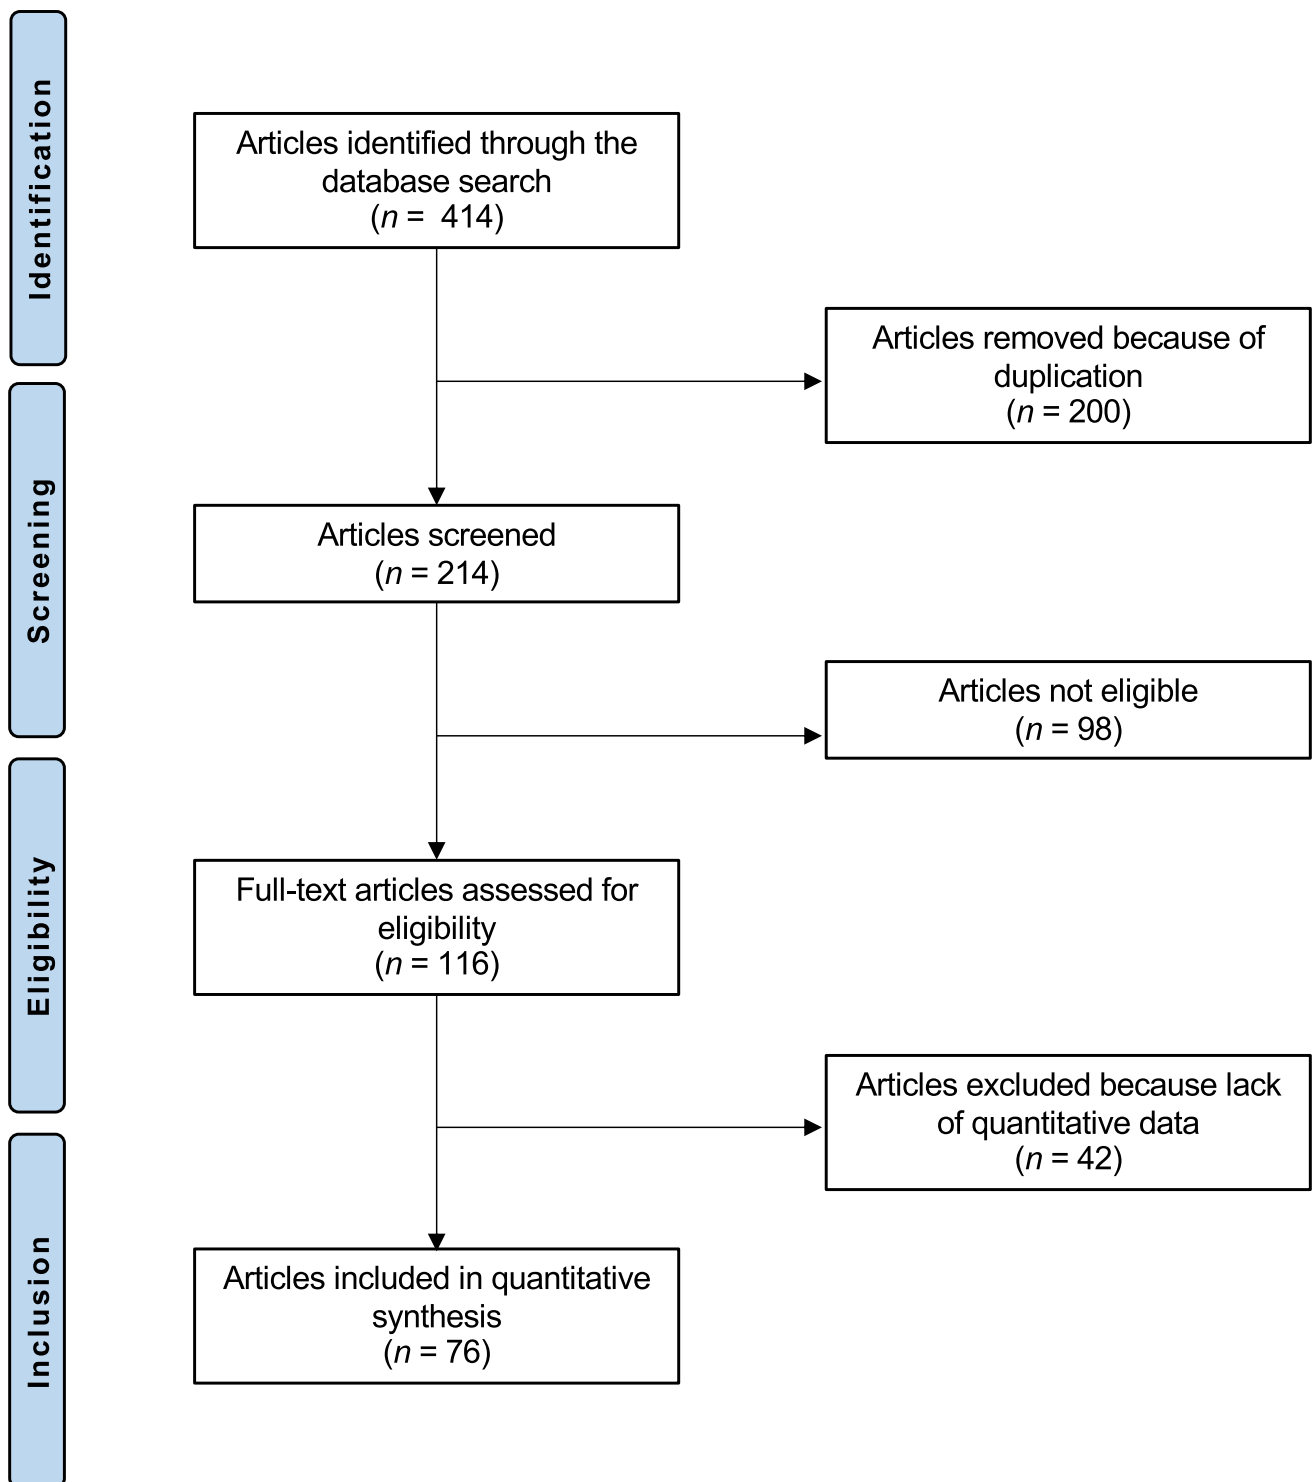 Identification
Articles identified through the
database search
(n = 414)
Articles removed because of
duplication
(n = 200)
Screening
Articles screened
(n = 214)
Articles not eligible
(n = 98)
Eligibility
Full-text articles assessed for
eligibility
(n = 116)
Articles excluded because lack
of quantitative data
(n = 42)
Inclusion
Articles included in quantitative
synthesis
(n = 76)